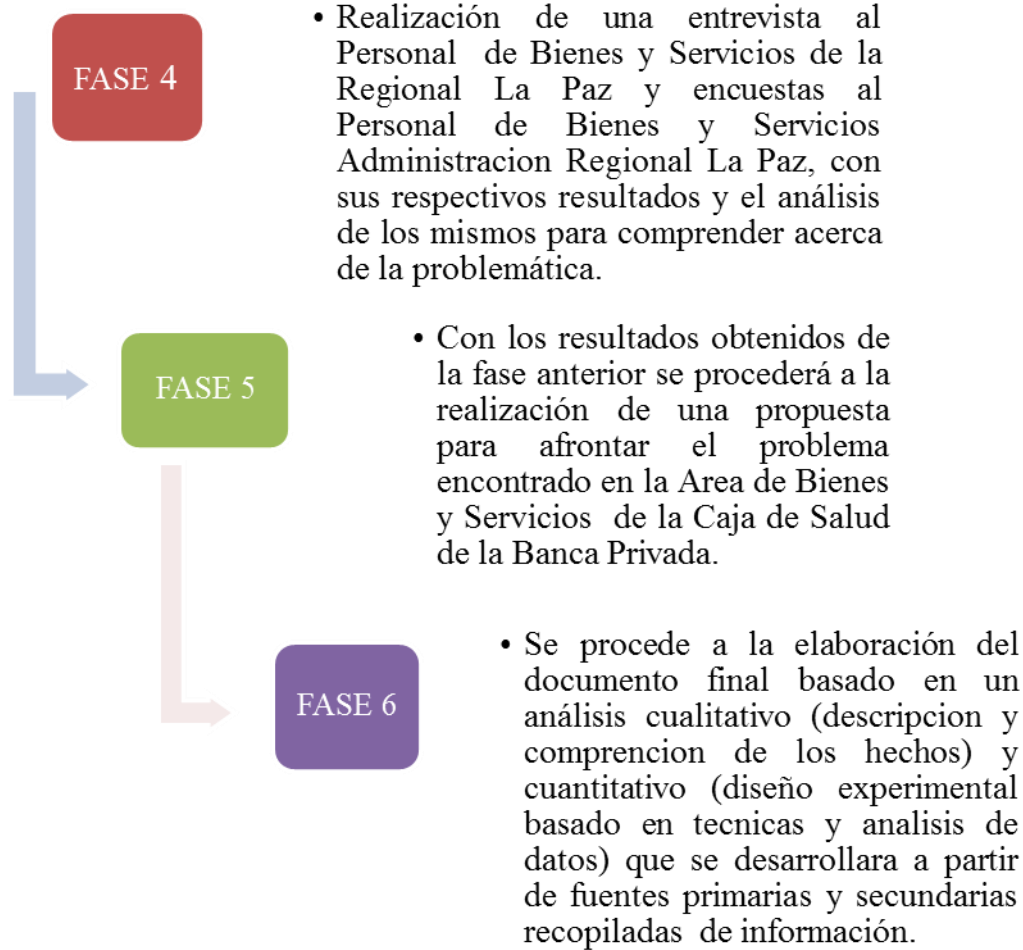 FASE 4
• Realización de una entrevista al
Personal de Bienes y Servicios de la
Regional La Paz y encuestas al
Personal de Bienes y Servicios
Administracion Regional La Paz, con
sus respectivos resultados y el análisis
de los mismos para comprender acerca
de la problemática.
FASE 5
• Con los resultados obtenidos de
la fase anterior se procederá a la
realización de una propuesta
para afrontar el problema
encontrado en la Area de Bienes
y Servicios de la Caja de Salud
de la Banca Privada.
FASE 6
• Se procede a la elaboración del
documento final basado en un
análisis cualitativo (descripcion y
comprencion de los hechos) y
cuantitativo (diseño experimental
basado en tecnicas y analisis de
datos) que se desarrollara a partir
de fuentes primarias y secundarias
recopiladas de información.